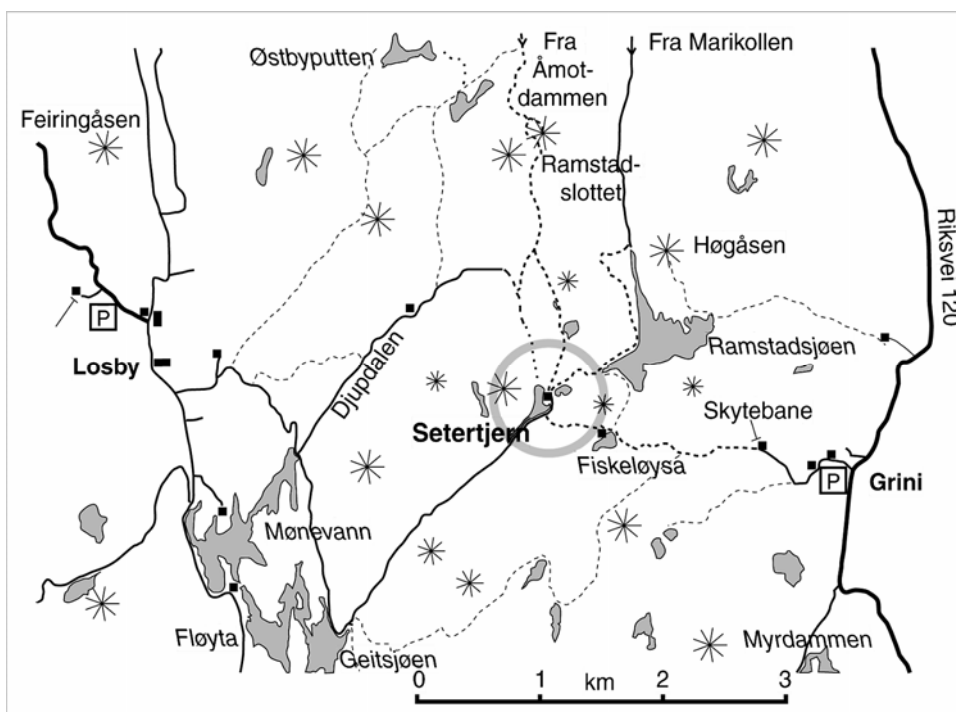 Østbyputten
Fra
Åmot-
dammen
Fra Marikollen
Feiringåsen
Ramstad-
slottet
Riksvei 120
Høgåsen
P
Losby
Djupdalen
Ramstadsjøen
Setertjern
Skytebane
Fiskeløysa
P
Grini
Mønevann
Fløyta
Geitsjøen
Myrdammen
0 1 km 2 3